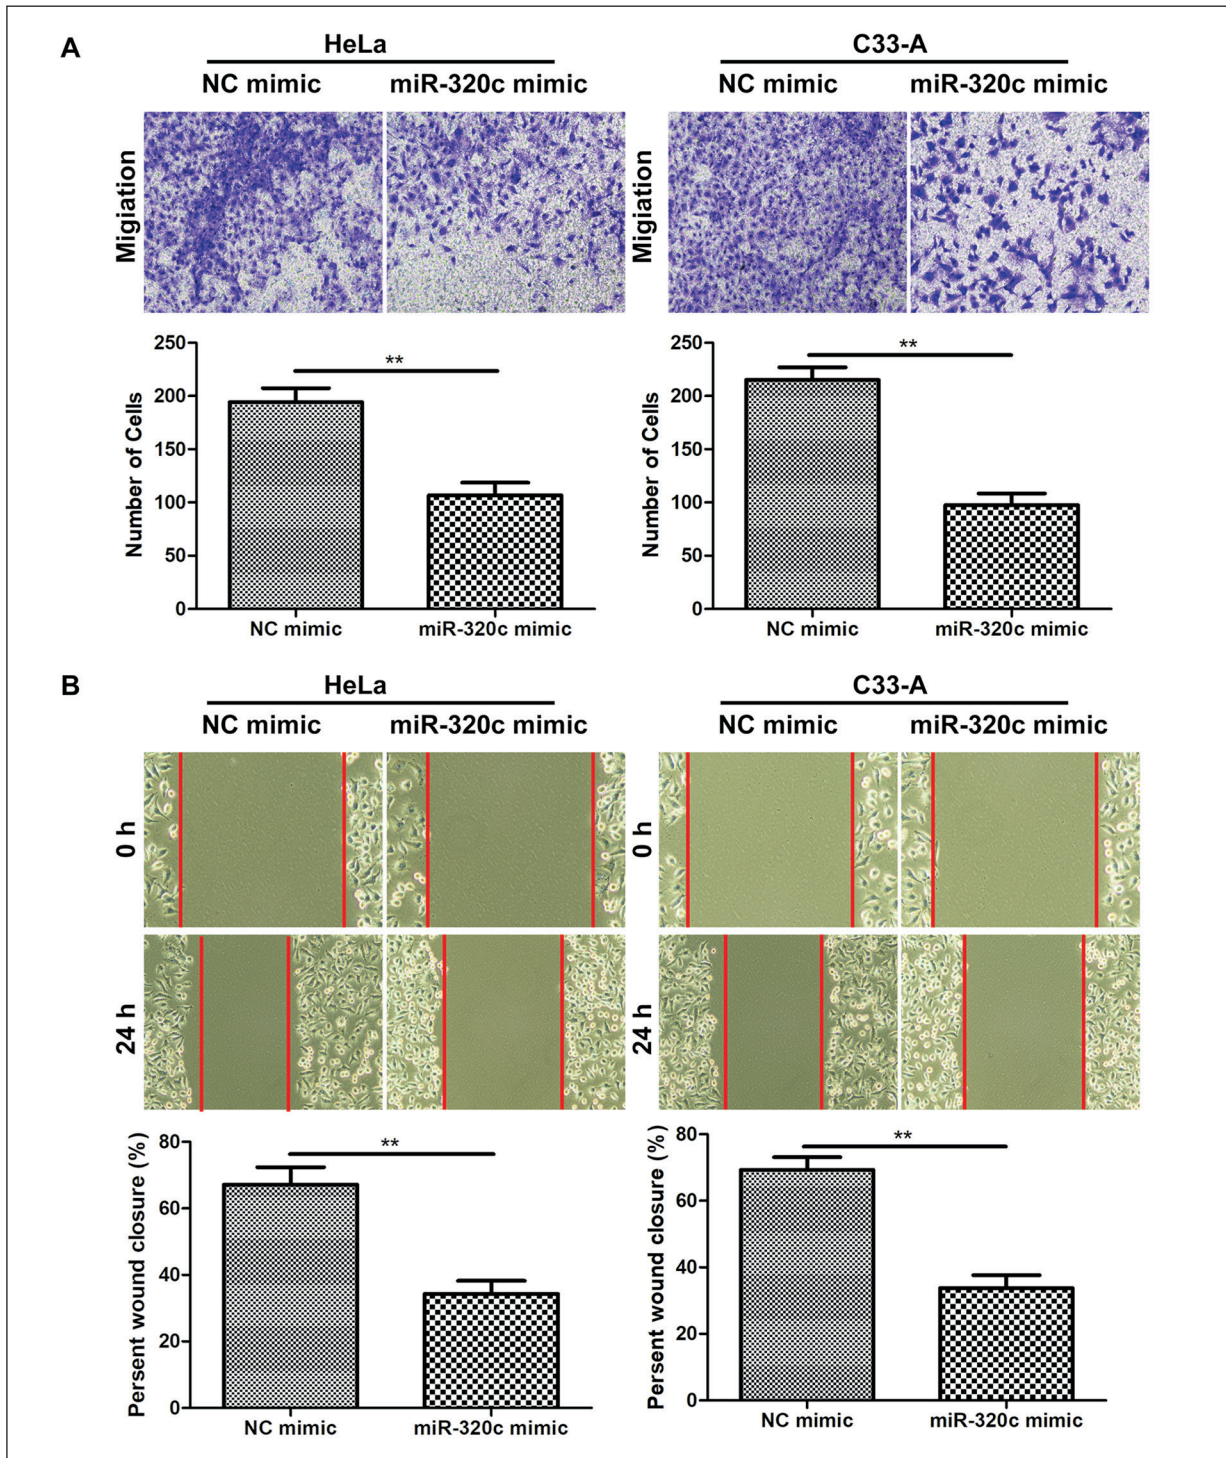 A
HeLa
C33-A
NC mimic
miR-320c mimic
NC mimic
miR-320c mimic
Migiation
Migiation
250
200
150
100
50
0
Number of Cells
**
NC mimic
miR-320c mimic
250
200
150
100
50
0
Number of Cells
**
NC mimic
miR-320c mimic
B
HeLa
C33-A
NC mimic
miR-320c mimic
NC mimic
miR-320c mimic
0 h
0 h
24 h
24 h
80
60
40
20
0
Persent wound closure (%)
**
NC mimic
miR-320c mimic
80
60
40
20
0
Persent wound closure (%)
**
NC mimic
miR-320c mimic